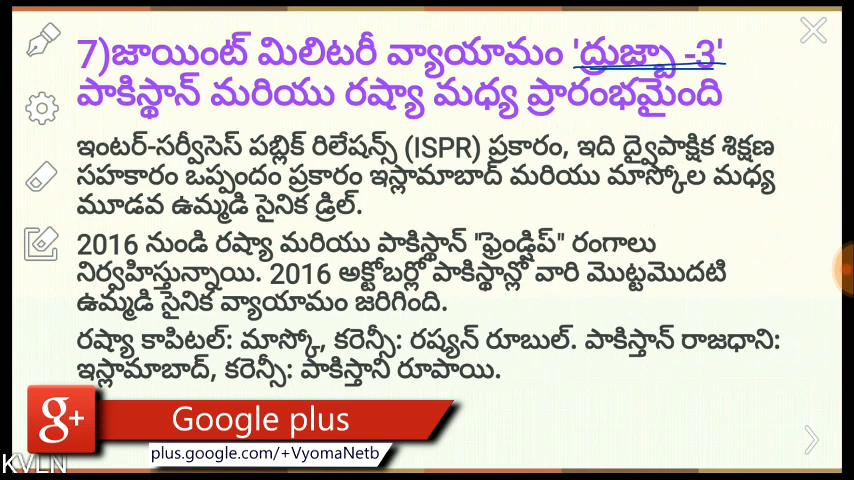 7)జాయింట్ మిలిటరీ వ్యాయామం 'ద్రుజ్బా -3'
పాకిస్థాన్ మరియు రష్యా మధ్య ప్రారంభమైంది
ఇంటర్-సర్వీసెస్ పబ్లిక్ రిలేషన్స్ (ISPR) ప్రకారం, ఇది ద్వైపాక్షిక శిక్షణ
సహకారం ఒప్పందం ప్రకారం ఇస్లామాబాద్ మరియు మాస్కోల మధ్య
మూడవ ఉమ్మడి సైనిక డ్రిల్.
2016 నుండి రష్యా మరియు పాకిస్థాన్ "ఫ్రెండ్షిప్" రంగాలు
నిర్వహిస్తున్నాయి. 2016 అక్టోబర్లో పాకిస్థాన్లో వారి మొట్టమొదటి
ఉమ్మడి సైనిక వ్యాయామం జరిగింది.
రష్యా కాపిటల్: మాస్కో, కరెన్సీ: రష్యన్ రూబుల్. పాకిస్తాన్ రాజధాని:
ఇస్లామాబాద్, కరెన్సీ: పాకిస్తాని రూపాయి.
g+ Google plus
plus.google.com/+VyomaNetb
KVLN